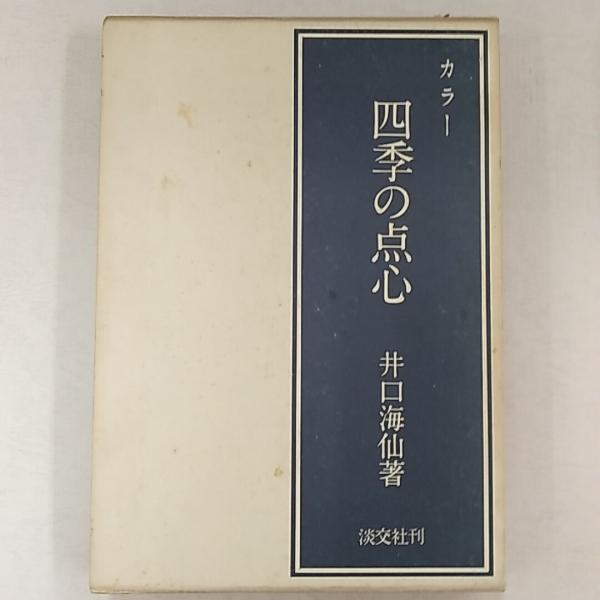 カラー
四季の点心
井口海仙著
淡交社刊